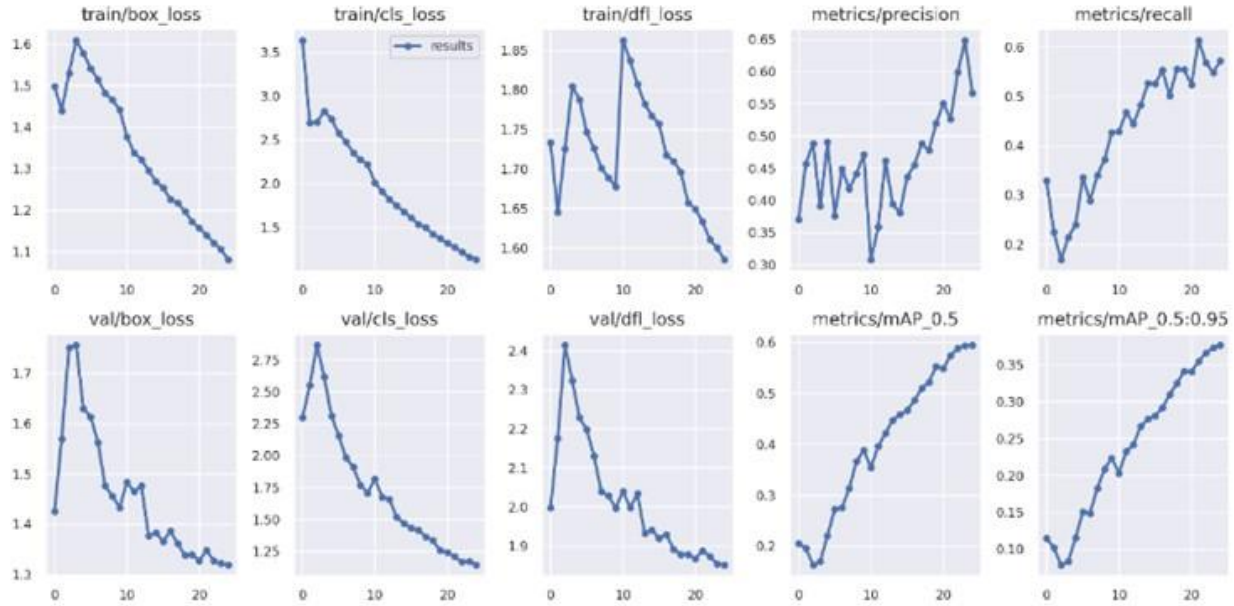 train/box_loss
train/cls_loss
train/dfl_loss
metrics/precision
metrics/recall
1.6
1.5
1.4
1.3
1.2
1.1
0 10 20
results
3.5
3.0
2.5
2.0
1.5
0 10 20
1.85
1.80
1.75
1.70
1.65
1.60
0 10 20
0.65
0.60
0.55
0.50
0.45
0.40
0.35
0.30
0 10 20
0.6
0.5
0.4
0.3
0.2
0 10 20
val/box_loss
val/cls_loss
val/dfl_loss
metrics/mAP_0.5
metrics/mAP_0.5:0.95
1.7
1.6
1.5
1.4
1.3
0 10 20
2.75
2.50
2.25
2.00
1.75
1.50
1.25
0 10 20
2.4
2.3
2.2
2.1
2.0
1.9
0 10 20
0.6
0.5
0.4
0.3
0.2
0 10 20
0.35
0.30
0.25
0.20
0.15
0.10
0 10 20